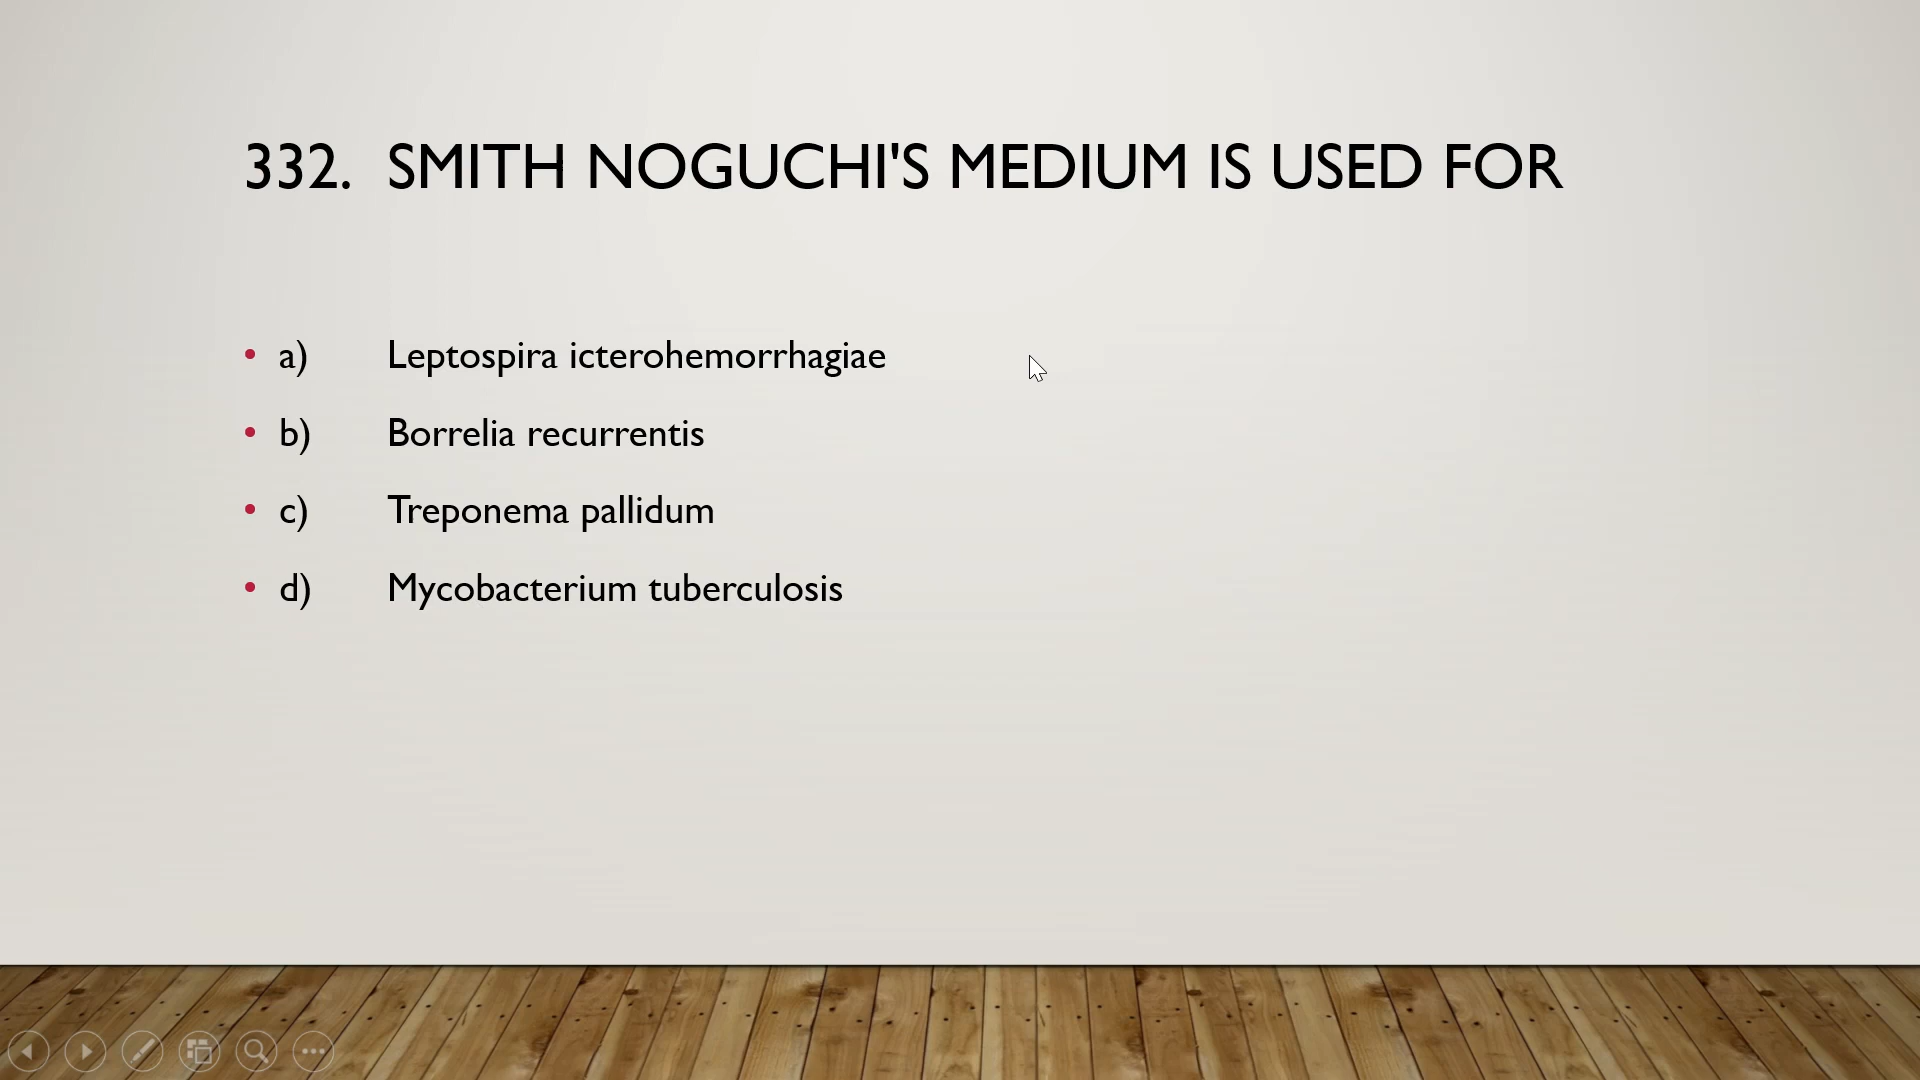 332. SMITH NOGUCHI'S MEDIUM IS USED FOR
• a) Leptospira icterohemorrhagiae
• b) Borrelia recurrentis
• c) Treponema pallidum
• d) Mycobacterium tuberculosis